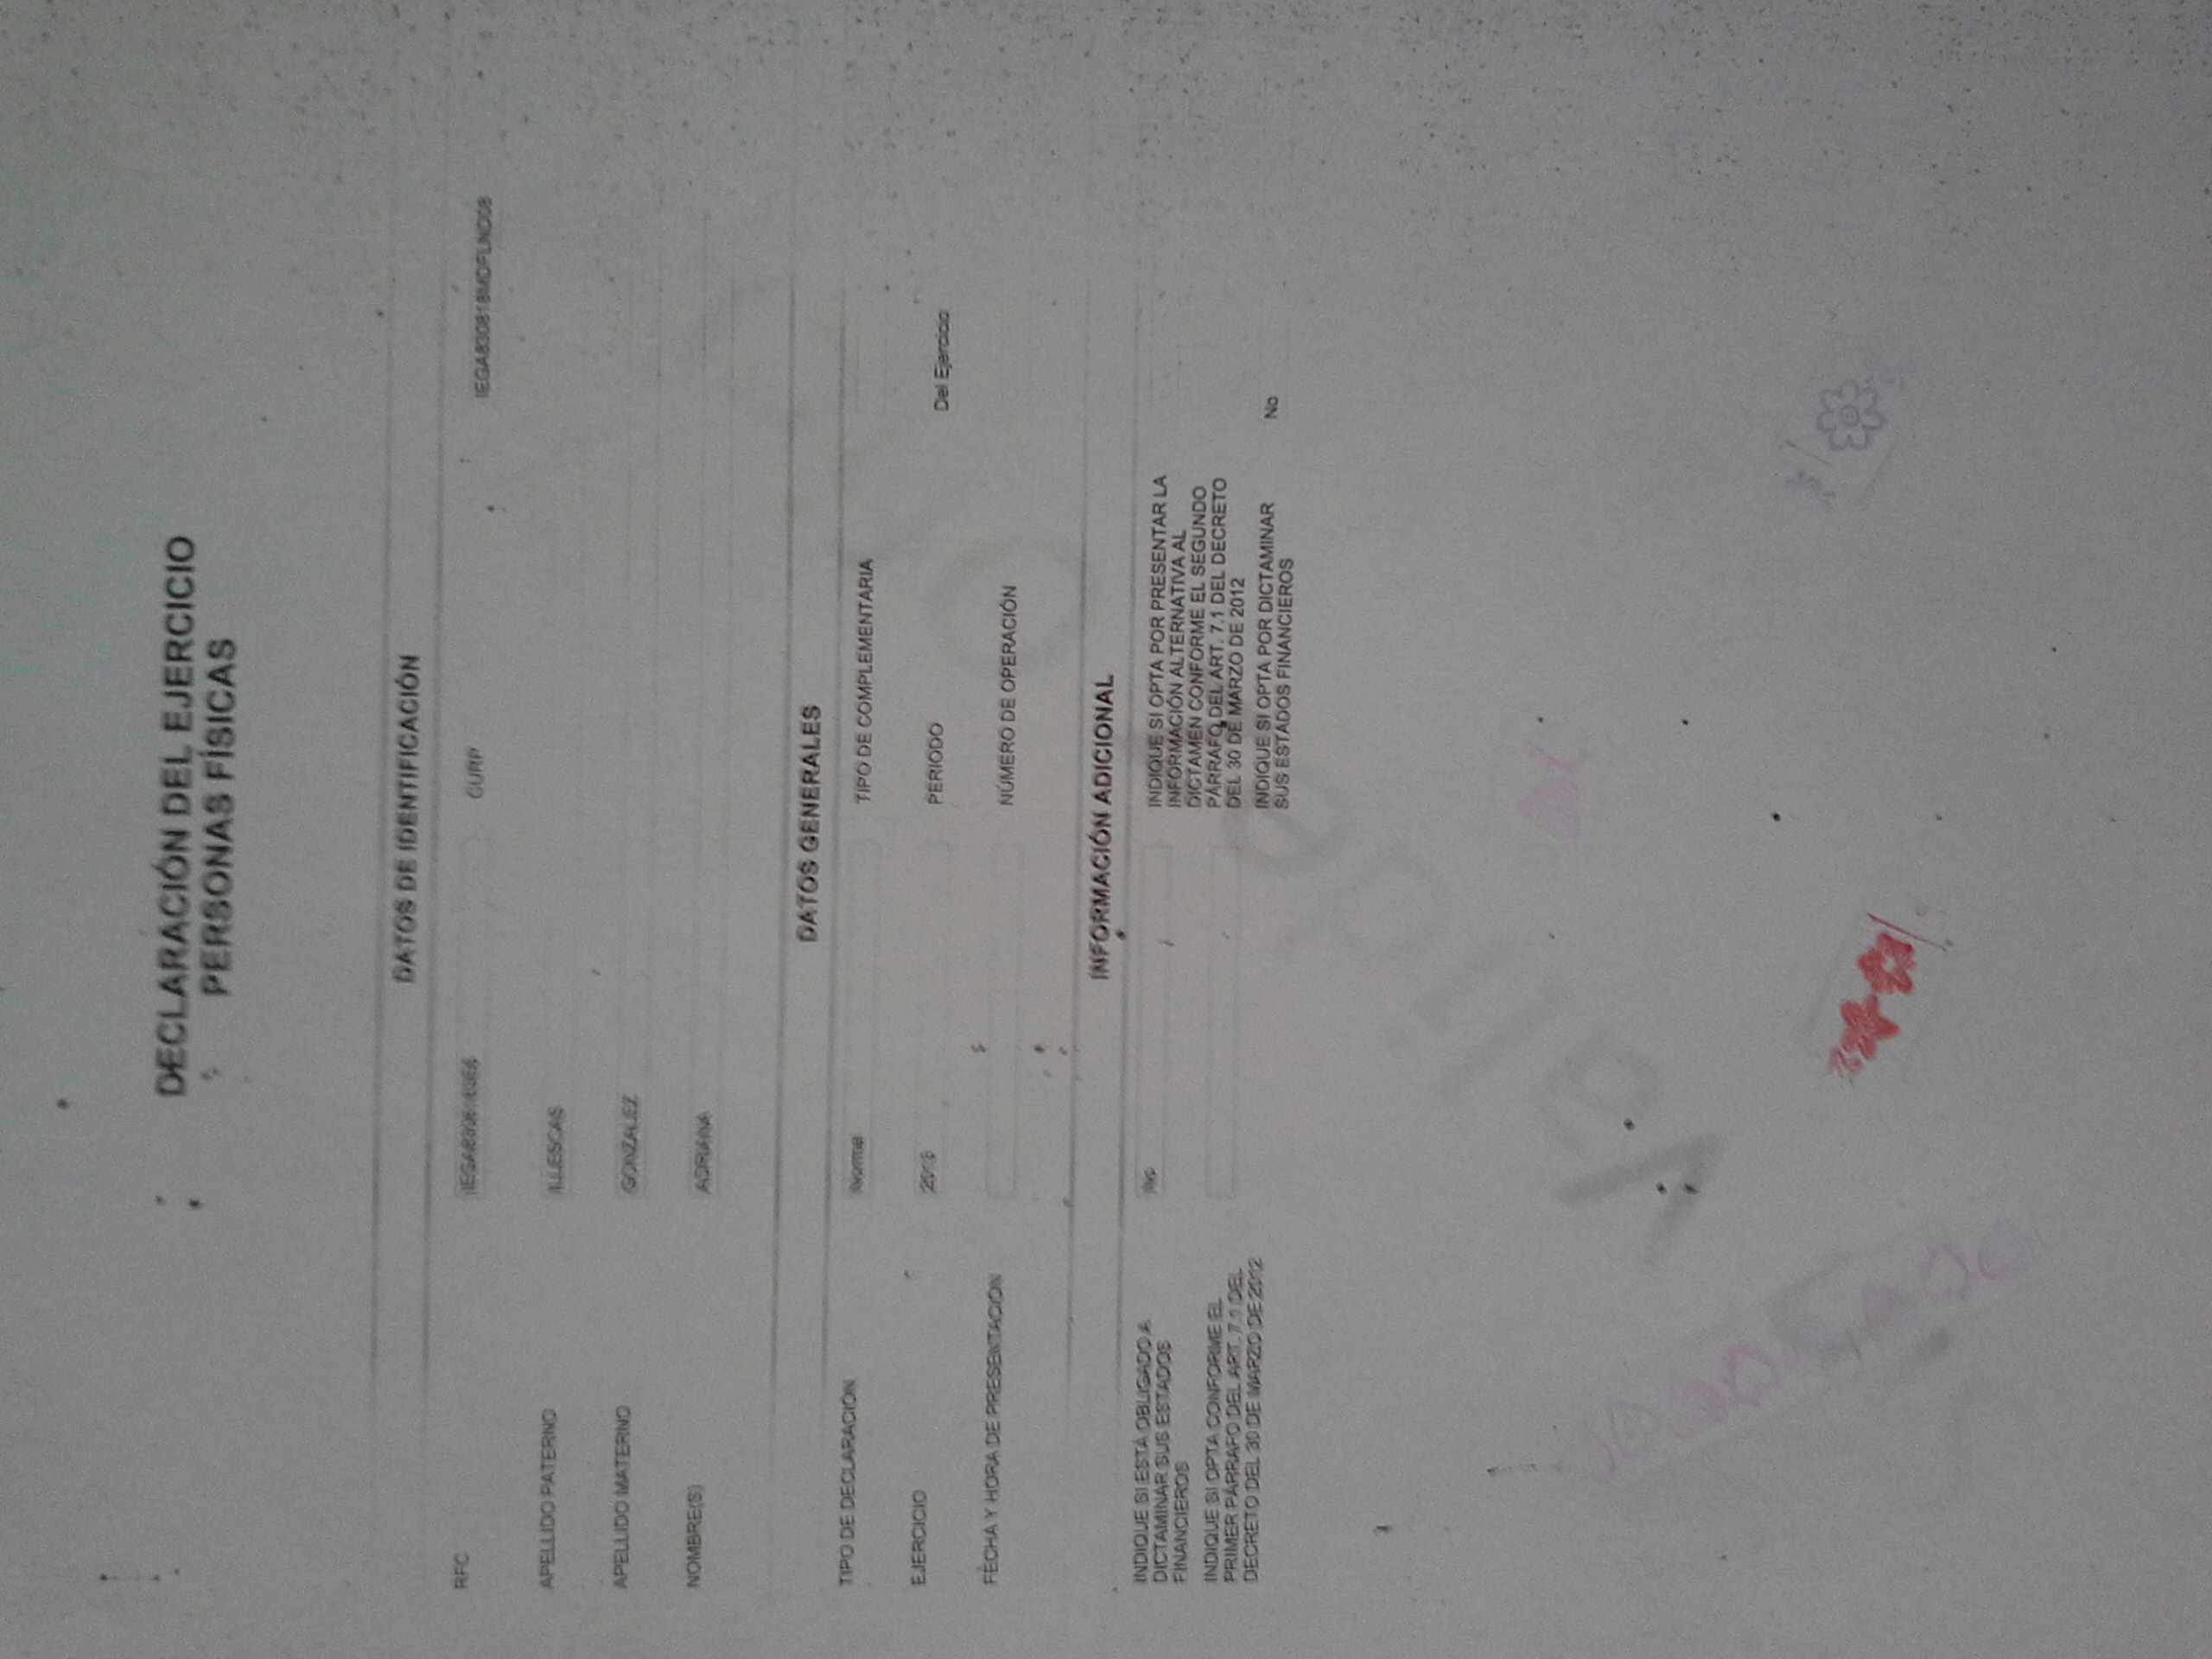 DECLARACIÓN DEL EJERCICIO
PERSONAS FÍSICAS
DATOS DE IDENTIFICACIÓN
RFC
CURP
APELLIDO PATERNO ILLESCAS
APELLIDO MATERNO GONZALEZ
NOMBRE(S) ADRIANA
DATOS GENERALES
TIPO DE DECLARACIÓN Normal TIPO DE COMPLEMENTARIA
EJERCICIO PERIODO Del Ejercicio
FECHA Y HORA DE PRESENTACIÓN NÚMERO DE OPERACIÓN
INFORMACIÓN ADICIONAL
INDIQUE SI ESTÁ OBLIGADO A
DICTAMINAR SUS ESTADOS
FINANCIEROS
No
INDIQUE SI OPTA POR PRESENTAR LA
INFORMACIÓN ALTERNATIVA AL
DICTAMEN CONFORME EL SEGUNDO
PÁRRAFO DEL ART. 7.1 DEL DECRETO
DEL 30 DE MARZO DE 2012
INDIQUE SI OPTA CONFORME EL
PRIMER PÁRRAFO DEL ART. 7.1 DEL
DECRETO DEL 30 DE MARZO DE 2012
INDIQUE SI OPTA POR DICTAMINAR
SUS ESTADOS FINANCIEROS
No